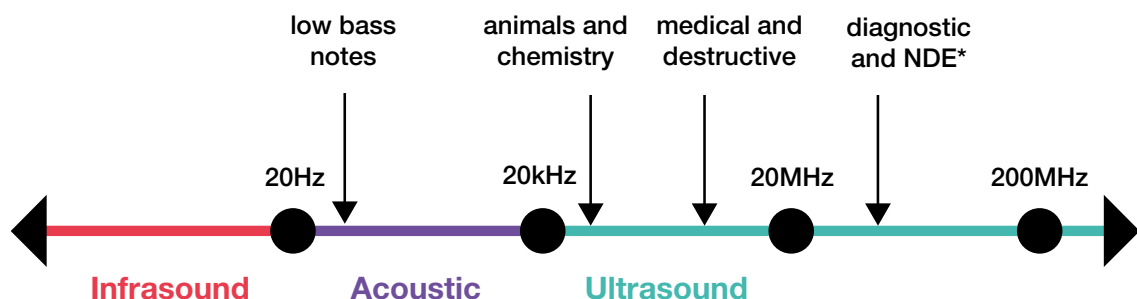 low bass
notes
animals and
chemistry
medical and
destructive
diagnostic
and NDE*
20Hz
20kHz
20MHz
200MHz
Infrasound
Acoustic
Ultrasound